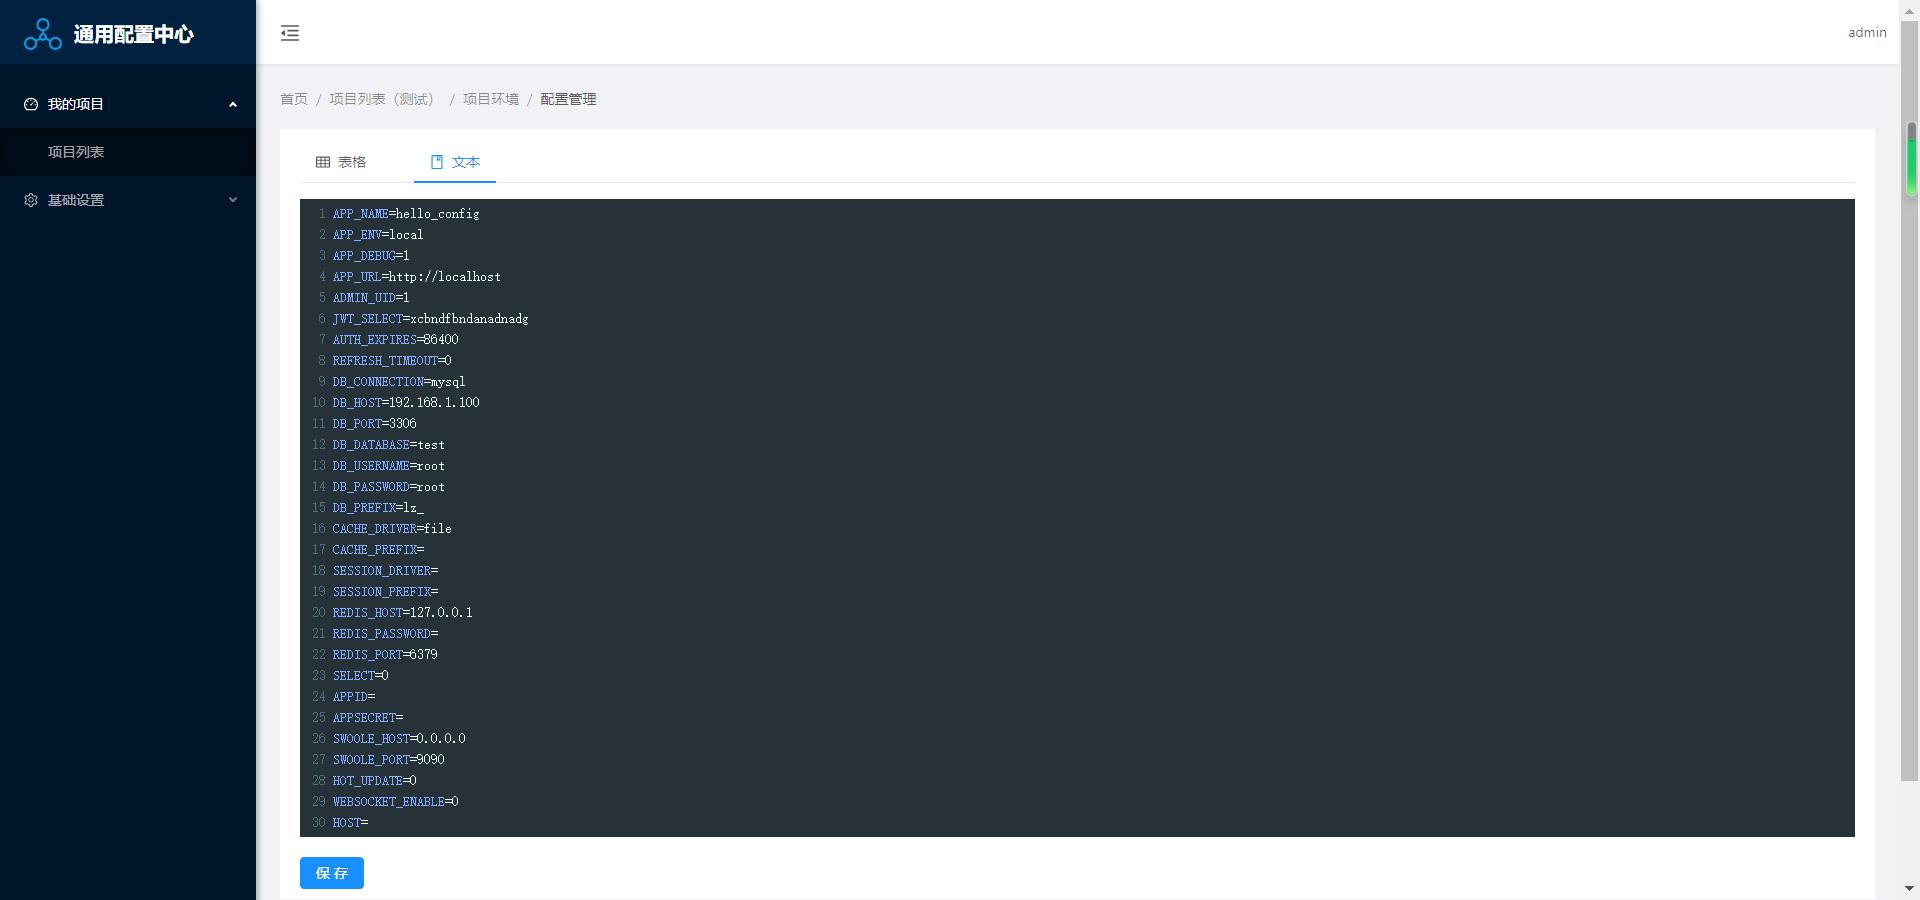 通用配置中心
admin
我的项目
项目列表
基础设置
首页 / 项目列表（测试） / 项目环境 / 配置管理
表格 文本
1 APP_NAME=hello_config
2 APP_ENV=local
3 APP_DEBUG=1
4 APP_URL=http://localhost
5 ADMIN_UID=1
6 JWT_SELECT=xcbndfbndanadnadg
7 AUTH_EXPIRES=86400
8 REFRESH_TIMEOUT=0
9 DB_CONNECTION=mysql
10 DB_HOST=192.168.1.100
11 DB_PORT=3306
12 DB_DATABASE=test
13 DB_USERNAME=root
14 DB_PASSWORD=root
15 DB_PREFIX=lz_
16 CACHE_DRIVER=file
17 CACHE_PREFIX=
18 SESSION_DRIVER=
19 SESSION_PREFIX=
20 REDIS_HOST=127.0.0.1
21 REDIS_PASSWORD=
22 REDIS_PORT=6379
23 SELECT=0
24 APPID=
25 APPSECRET=
26 SWOOLE_HOST=0.0.0.0
27 SWOOLE_PORT=9090
28 HOT_UPDATE=0
29 WEBSOCKET_ENABLE=0
30 HOST=
保存